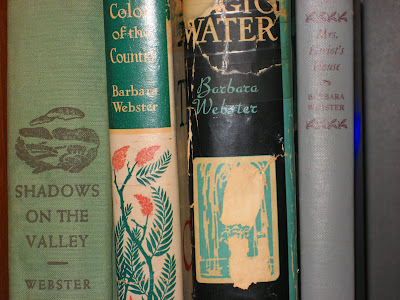 SHADOWS
ON THE
VALLEY
WEBSTER
Color
of the
Country
Barbara
Webster
WATER
Barbara
Webster
Mrs.
House
BARBARA
WEBSTER